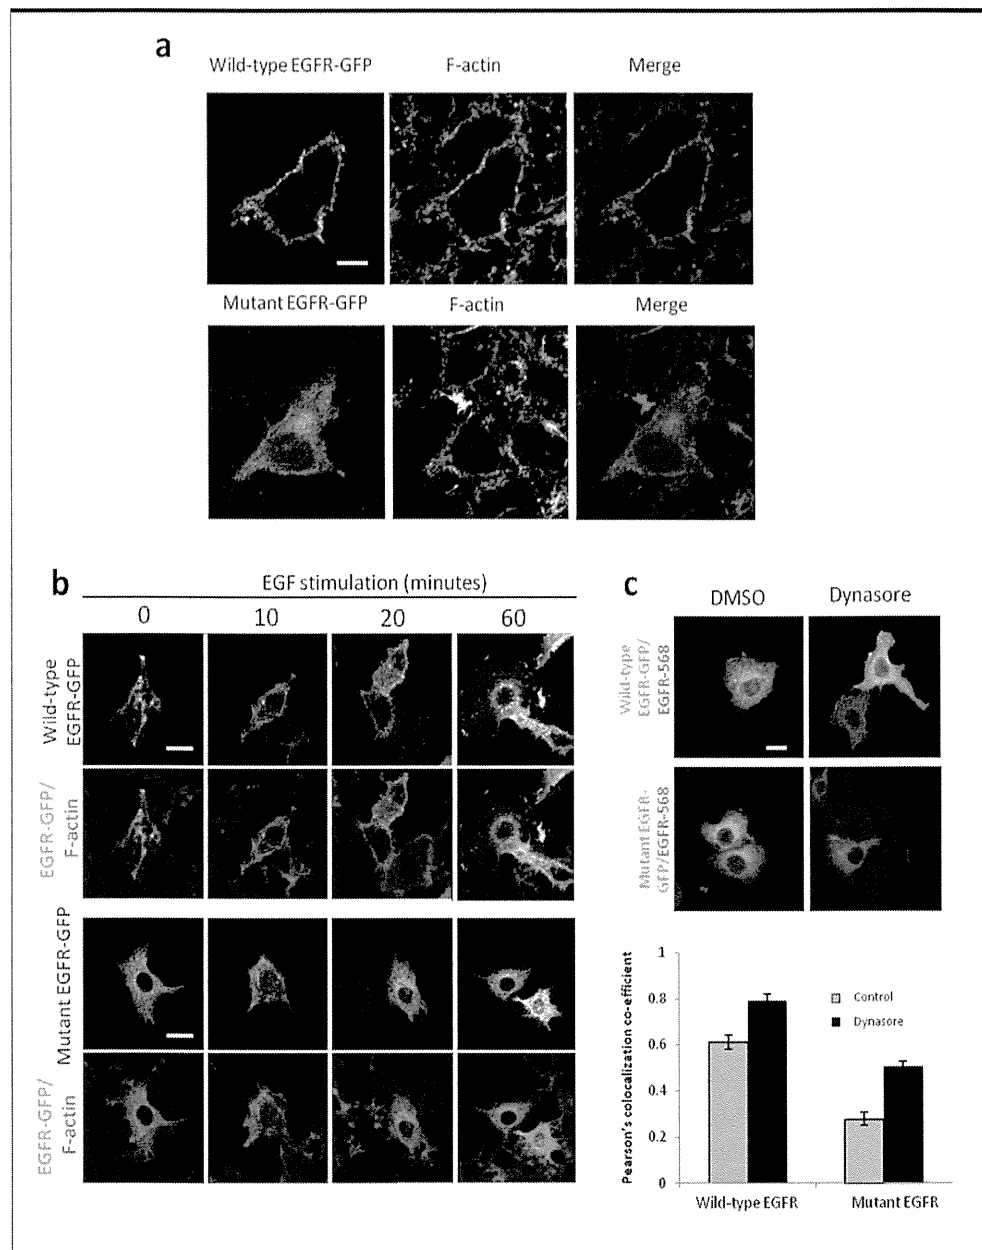 a
Wild-type EGFR-GFP
F-actin
Merge
Mutant EGFR-GFP
F-actin
Merge
b
EGF stimulation (minutes)
0
10
20
60
Wild-type
EGFR-GFP
EGFR-GFP/
F-actin
Mutant EGFR-GFP
EGFR-GFP/
F-actin
c
DMSO
Dynasore
Wild-type
EGFR-GFP/
EGFR-568
Mutant EGFR-
GFP/EGFR-568
Pearson's colocalization co-efficient
1
0.8
0.6
0.4
0.2
0
Control
Dynasore
Wild-type EGFR
Mutant EGFR